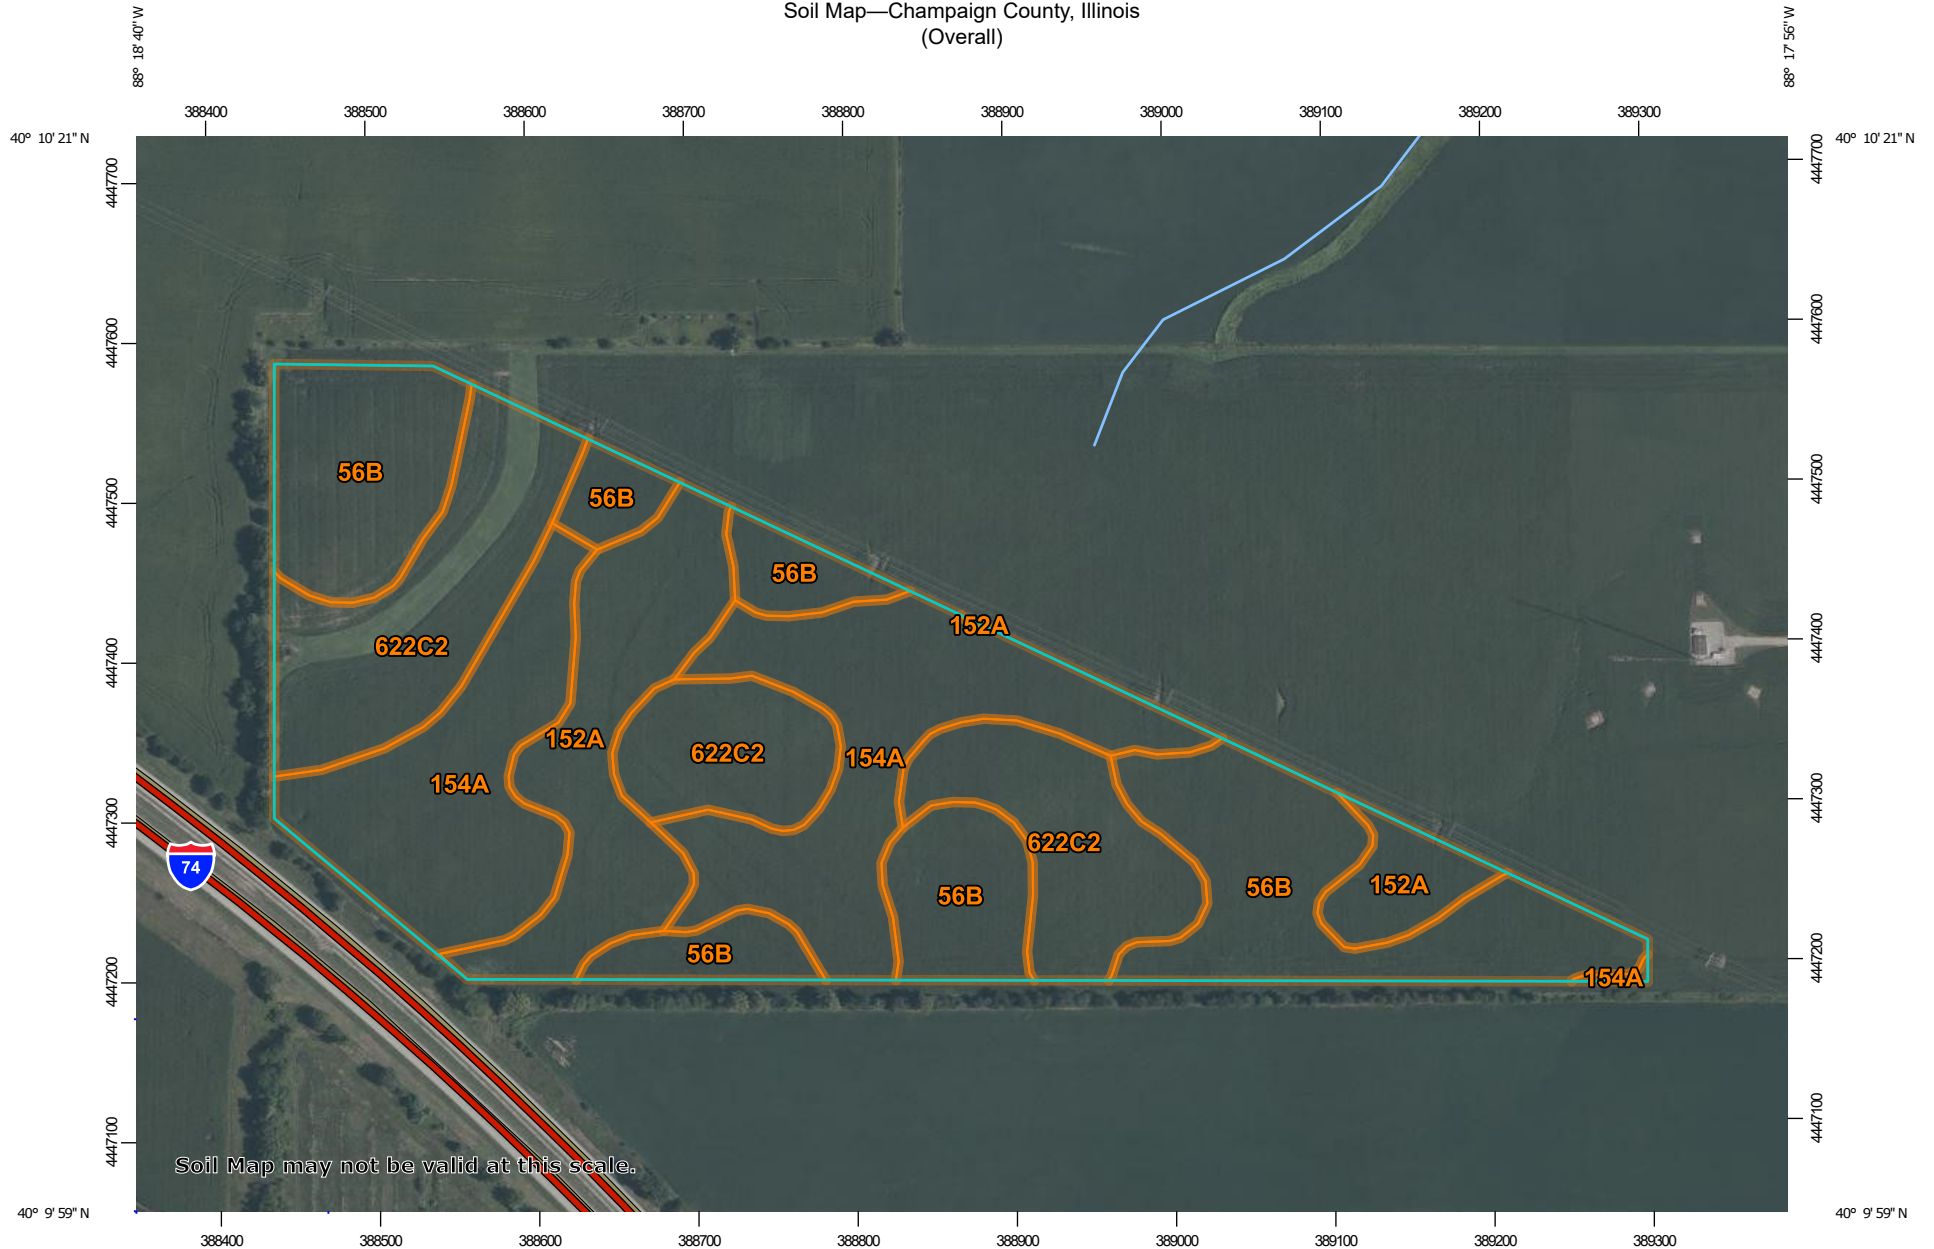 Soil Map—Champaign County, Illinois
(Overall)
88° 18' 40" W
88° 17' 56" W
388400 388500 388600 388700 388800 388900 389000 389100 389200 389300
40° 10' 21" N
40° 10' 21" N
4447700
4447700
4447600
4447600
56B
4447500
56B
4447500
56B
152A
4447400
622C2
4447400
152A
622C2
154A
154A
4447300
4447300
622C2
74
56B
152A
56B
56B
4447200
154A
4447200
4447100
4447100
Soil Map may not be valid at this scale.
40° 9' 59" N
40° 9' 59" N
388400 388500 388600 388700 388800 388900 389000 389100 389200 389300